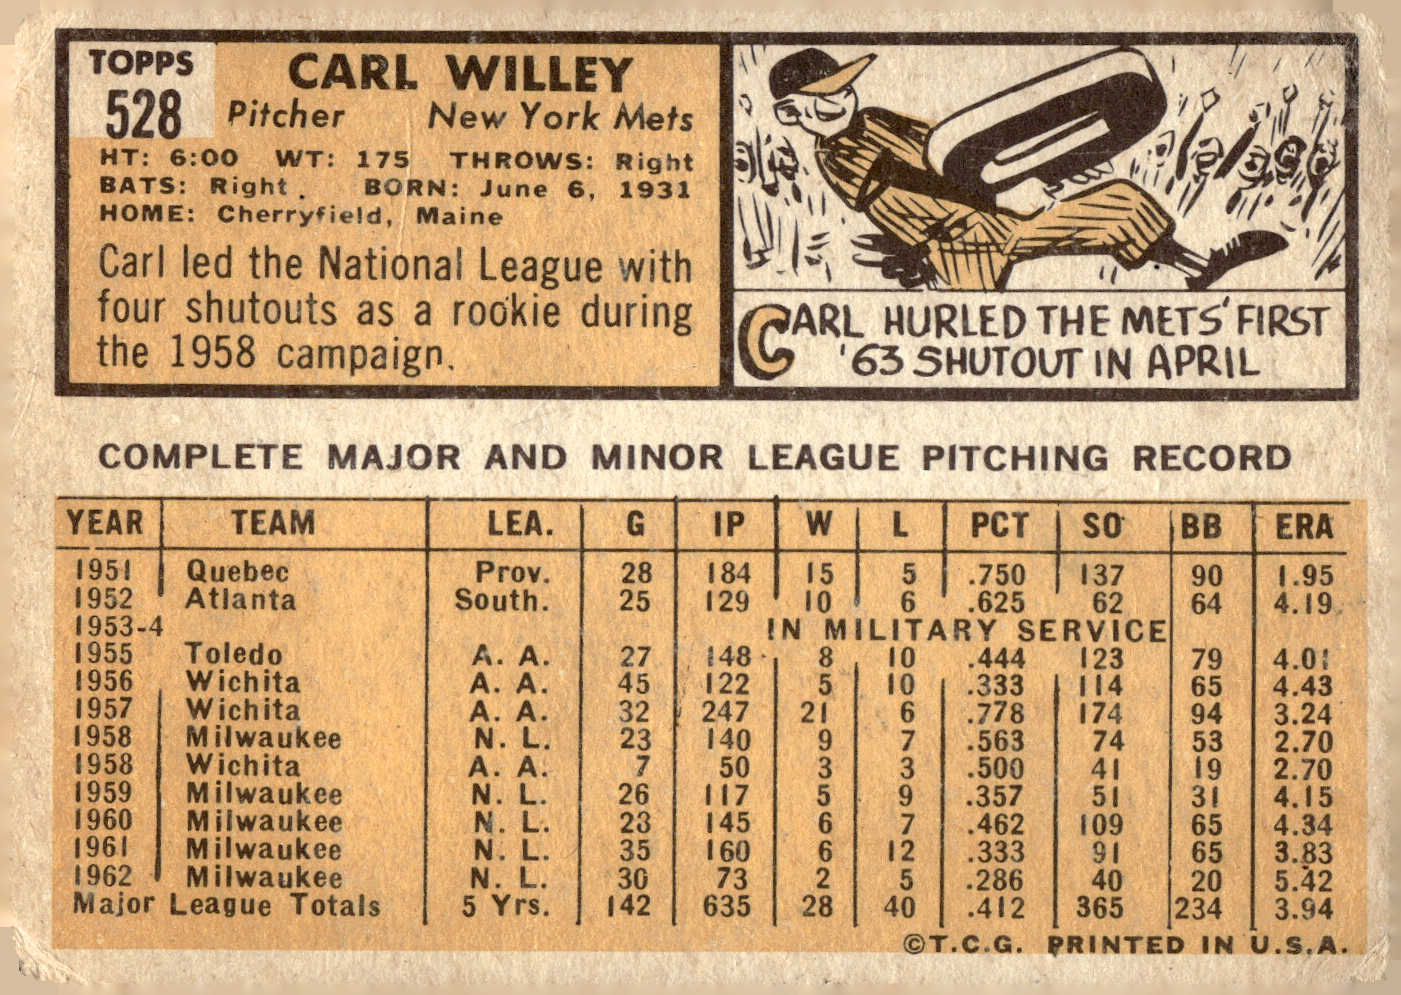 TOPPS
528
CARL WILLEY
Pitcher New York Mets
HT: 6:00 WT: 175 THROWS: Right
BATS: Right BORN: June 6, 1931
HOME: Cherryfield, Maine
Carl led the National League with
four shutouts as a rookie during
the 1958 campaign.
CARL HURLED THE METS' FIRST
'63 SHUTOUT IN APRIL
COMPLETE MAJOR AND MINOR LEAGUE PITCHING RECORD
YEAR TEAM LEA. G IP W L PCT SO BB ERA
1951 Quebec Prov. 28 184 15 5 .750 137 90 1.95
1952 Atlanta South. 25 129 10 6 .625 62 64 4.19
1953-4 IN MILITARY SERVICE
1955 Toledo A. A. 27 148 8 10 .444 123 79 4.01
1956 Wichita A. A. 45 122 5 10 .333 114 65 4.43
1957 Wichita A. A. 32 247 21 6 .778 174 94 3.24
1958 Milwaukee N. L. 23 140 9 7 .563 74 53 2.70
1958 Wichita A. A. 7 50 3 3 .500 41 19 2.70
1959 Milwaukee N. L. 26 117 5 9 .357 51 31 4.15
1960 Milwaukee N. L. 28 145 6 7 .462 109 65 4.34
1961 Milwaukee N. L. 35 160 6 12 .333 91 65 3.83
1962 Milwaukee N. L. 30 73 2 5 .286 40 20 5.42
Major League Totals 5 Yrs. 142 635 28 40 .412 365 234 3.94
©T.C.G. PRINTED IN U.S.A.